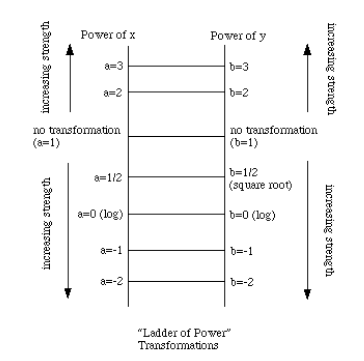 Power of x
Power of y
increasing strength
increasing strength
a=3
b=3
a=2
b=2
no transformation
(a=1)
no transformation
(b=1)
a=1/2
b=1/2
(square root)
a=0 (log)
b=0 (log)
increasing strength
increasing strength
a=-1
b=-1
a=-2
b=-2
"Ladder of Power"
Transformations